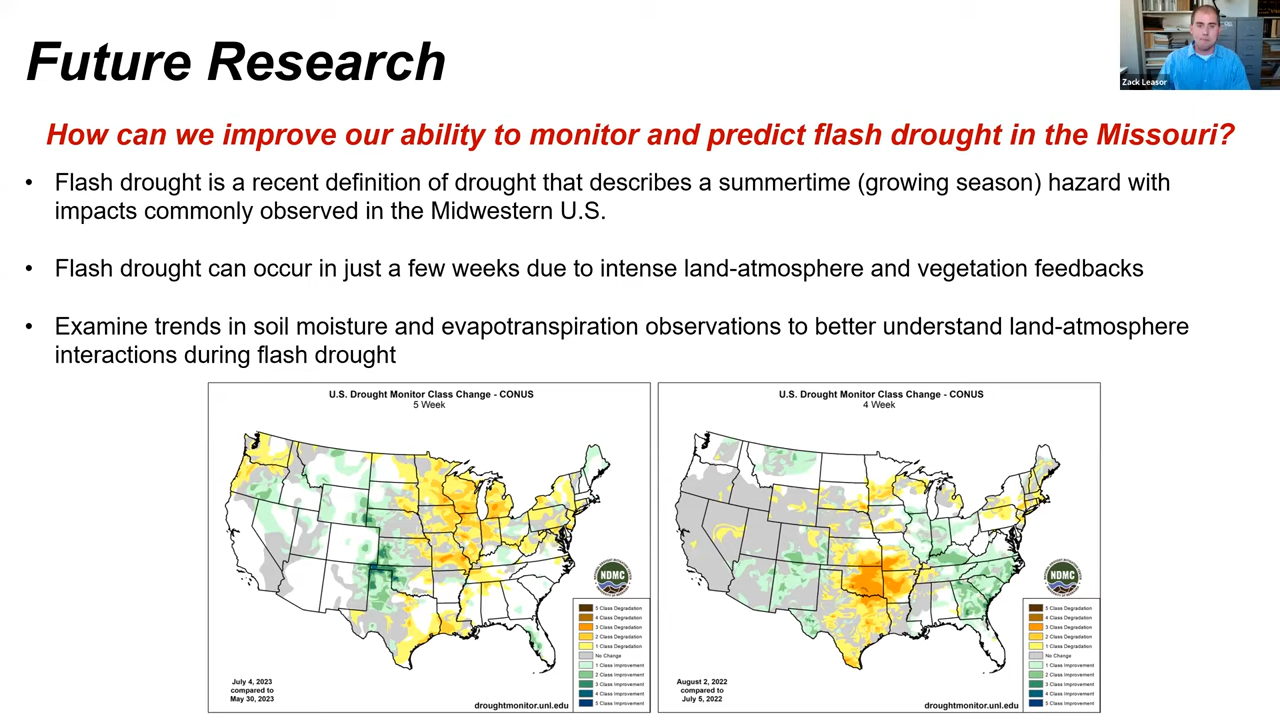 Future Research
Zack Leasor
How can we improve our ability to monitor and predict flash drought in the Missouri?
• Flash drought is a recent definition of drought that describes a summertime (growing season) hazard with
impacts commonly observed in the Midwestern U.S.
• Flash drought can occur in just a few weeks due to intense land-atmosphere and vegetation feedbacks
• Examine trends in soil moisture and evapotranspiration observations to better understand land-atmosphere
interactions during flash drought
U.S. Drought Monitor Class Change - CONUS
5 Week
NDMC
5 Class Degradation
4 Class Degradation
3 Class Degradation
2 Class Degradation
1 Class Degradation
No Change
1 Class Improvement
2 Class Improvement
3 Class Improvement
4 Class Improvement
5 Class Improvement
July 4, 2023
compared to
May 30, 2023
droughtmonitor.unl.edu
U.S. Drought Monitor Class Change - CONUS
4 Week
NDMC
5 Class Degradation
4 Class Degradation
3 Class Degradation
2 Class Degradation
1 Class Degradation
No Change
1 Class Improvement
2 Class Improvement
3 Class Improvement
4 Class Improvement
5 Class Improvement
August 2, 2022
compared to
July 5, 2022
droughtmonitor.unl.edu